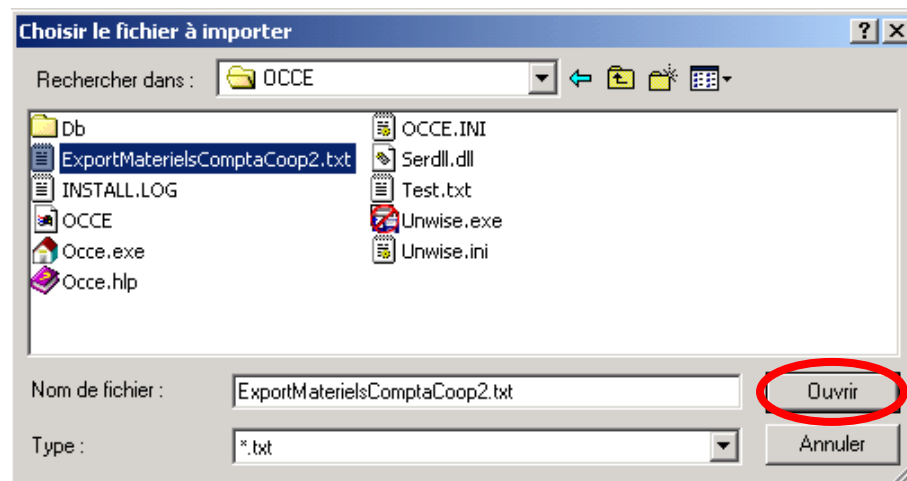 Choisir le fichier à importer
Rechercher dans : OCCE
Db
ExportMaterielsComptaCoop2.txt
INSTALL.LOG
OCCE
Occe.exe
Occe.hlp
OCCE.INI
Serdll.dll
Test.txt
Unwise.exe
Unwise.ini
Nom de fichier : ExportMaterielsComptaCoop2.txt Ouvrir
Type : *.txt Annuler